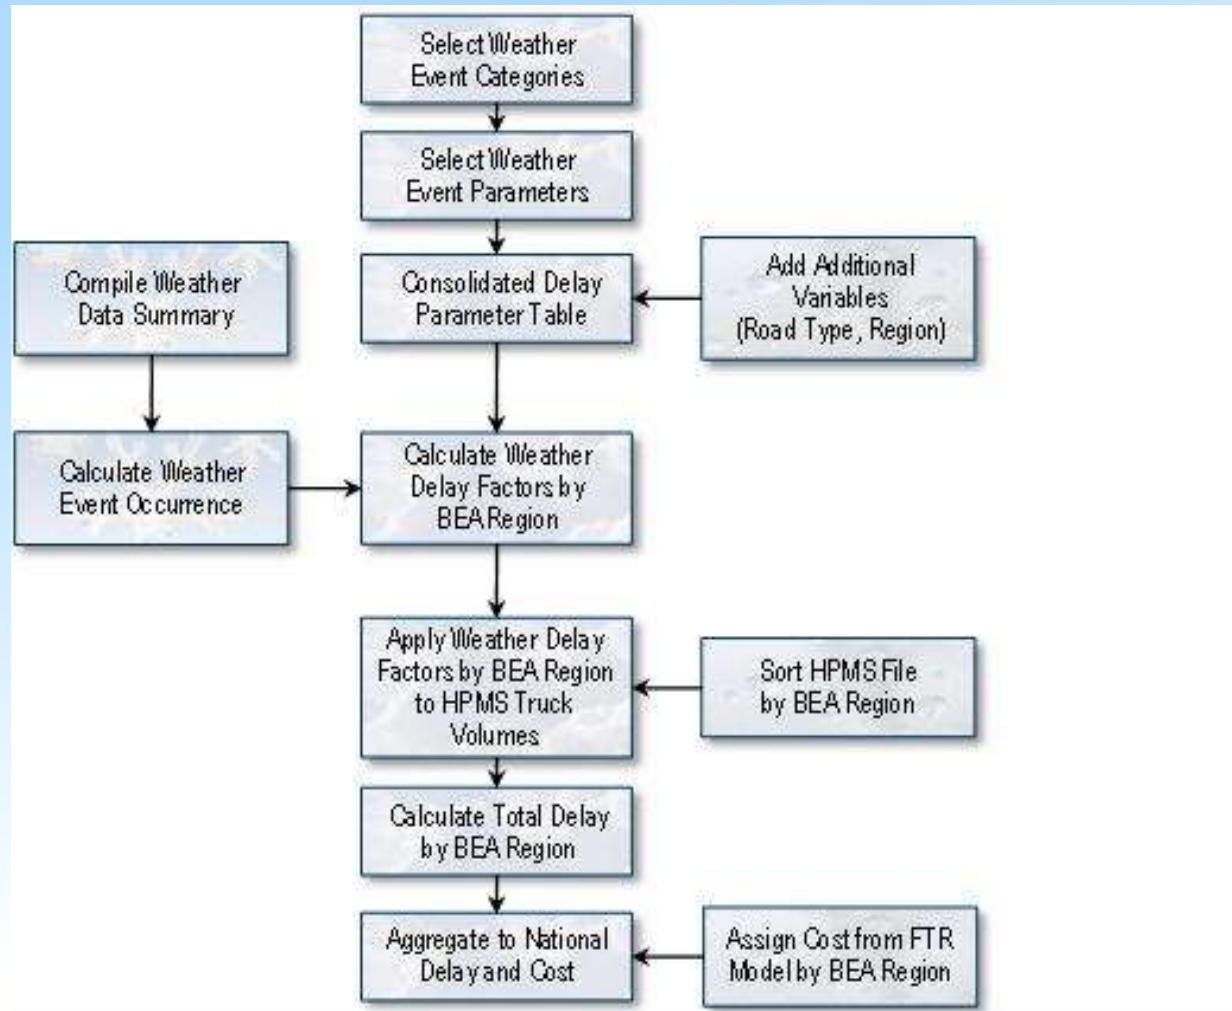 Select Weather
Event Categories
Select Weather
Event Parameters
Compile Weather
Data Summary
Consolidated Delay
Parameter Table
Add Additional
Variables
(Road Type, Region)
Calculate Weather
Event Occurrence
Calculate Weather
Delay Factors by
BEA Region
Apply Weather Delay
Factors by BEA Region
to HPMS Truck
Volumes
Sort HPMS File
by BEA Region
Calculate Total Delay
by BEA Region
Aggregate to National
Delay and Cost
Assign Cost from FTR
Model by BEA Region